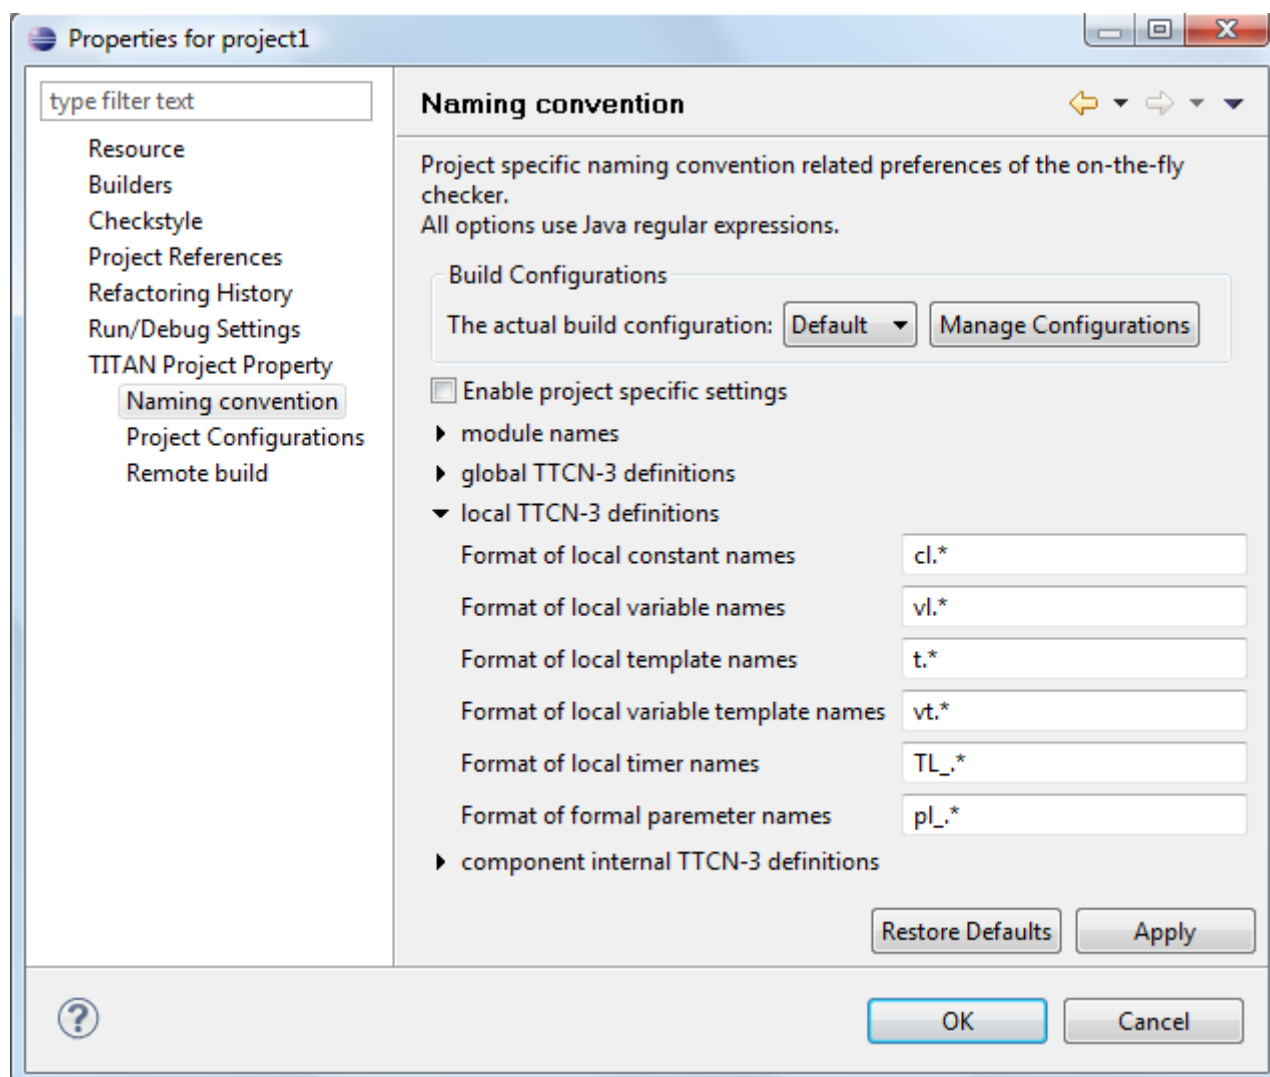 Properties for project1
type filter text
Resource
Builders
Checkstyle
Project References
Refactoring History
Run/Debug Settings
TITAN Project Property
Naming convention
Project Configurations
Remote build
Naming convention
Project specific naming convention related preferences of the on-the-fly
checker.
All options use Java regular expressions.
Build Configurations
The actual build configuration: Default Manage Configurations
Enable project specific settings
module names
global TTCN-3 definitions
local TTCN-3 definitions
Format of local constant names cl.*
Format of local variable names vl.*
Format of local template names t.*
Format of local variable template names vt.*
Format of local timer names TL_.*
Format of formal paremeter names pl_.*
component internal TTCN-3 definitions
Restore Defaults Apply
OK Cancel